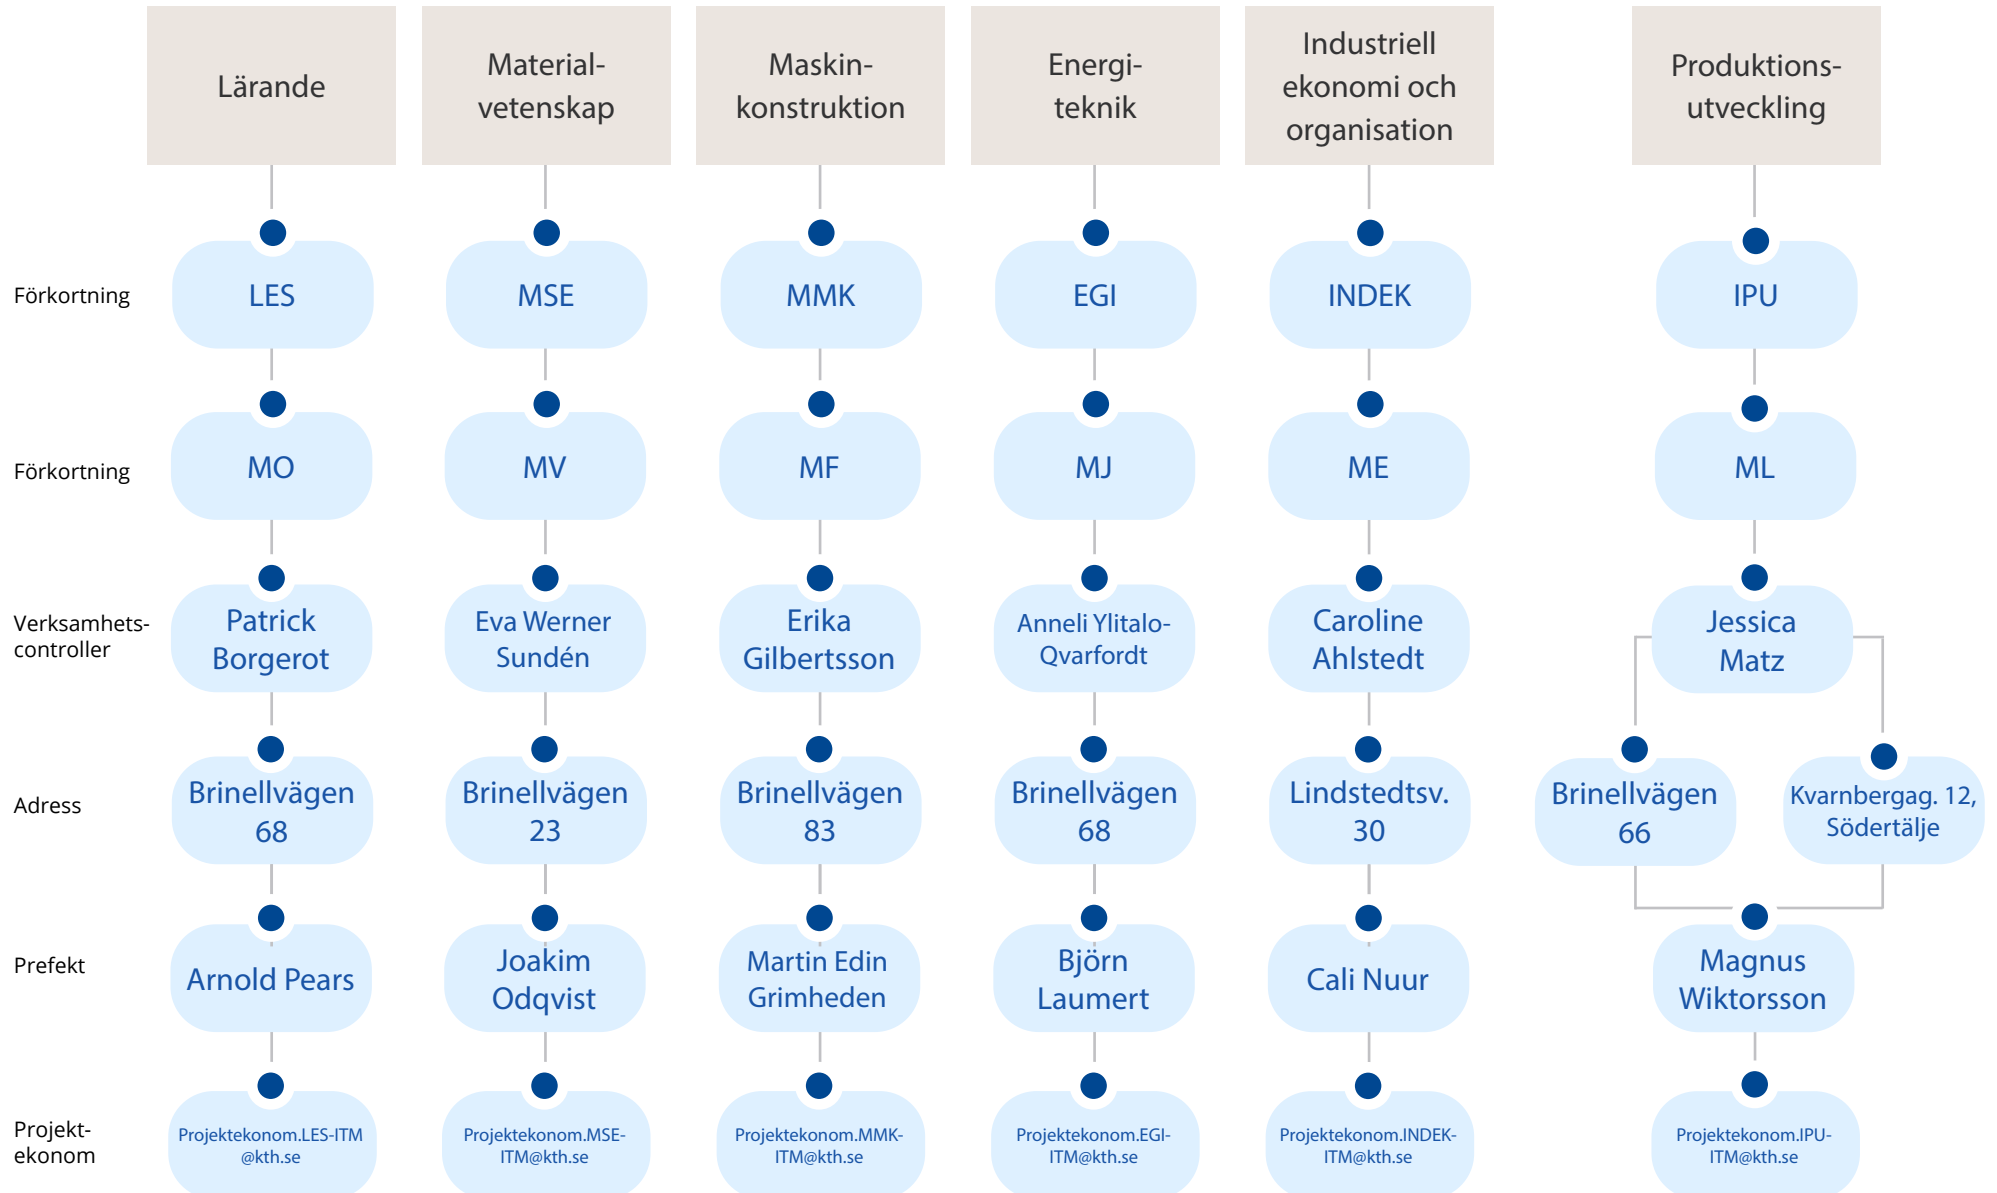 Lärande
Material-
vetenskap
Maskin-
konstruktion
Energi-
teknik
Industriell
ekonomi och
organisation
Produktions-
utveckling
Förkortning
LES
MSE
MMK
EGI
INDEK
IPU
Förkortning
MO
MV
MF
MJ
ME
ML
Verksamhets-
controller
Patrick
Borgerot
Eva Werner
Sundén
Erika
Gilbertsson
Anneli Ylitalo-
Qvarfordt
Caroline
Ahlstedt
Jessica
Matz
Adress
Brinellvägen
68
Brinellvägen
23
Brinellvägen
83
Brinellvägen
68
Lindstedtsv.
30
Brinellvägen
66
Kvarnbergag. 12,
Södertälje
Prefekt
Arnold Pears
Joakim
Odqvist
Martin Edin
Grimheden
Björn
Laumert
Cali Nuur
Magnus
Wiktorsson
Projekt-
ekonom
Projektekonom.LES-ITM
@kth.se
Projektekonom.MSE-
ITM@kth.se
Projektekonom.MMK-
ITM@kth.se
Projektekonom.EGI-
ITM@kth.se
Projektekonom.INDEK-
ITM@kth.se
Projektekonom.IPU-
ITM@kth.se